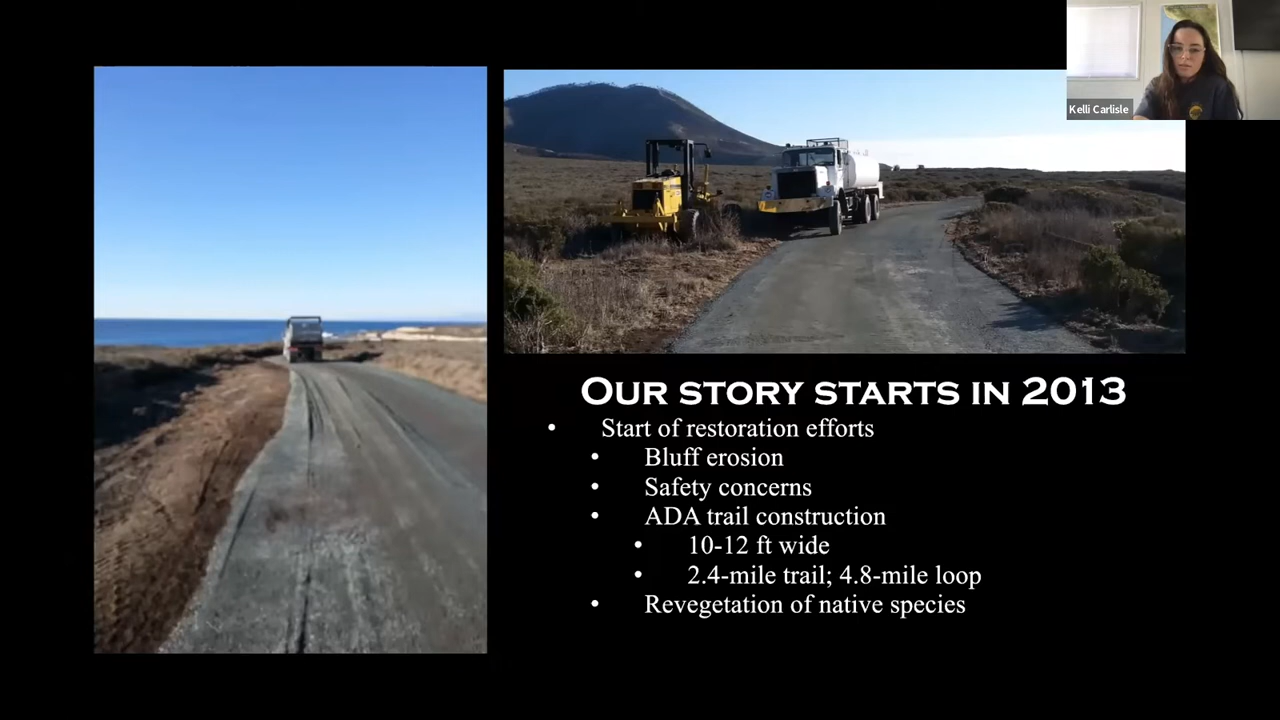 Kelli Carlisle
OUR STORY STARTS IN 2013
• Start of restoration efforts
• Bluff erosion
• Safety concerns
• ADA trail construction
• 10-12 ft wide
• 2.4-mile trail; 4.8-mile loop
• Revegetation of native species